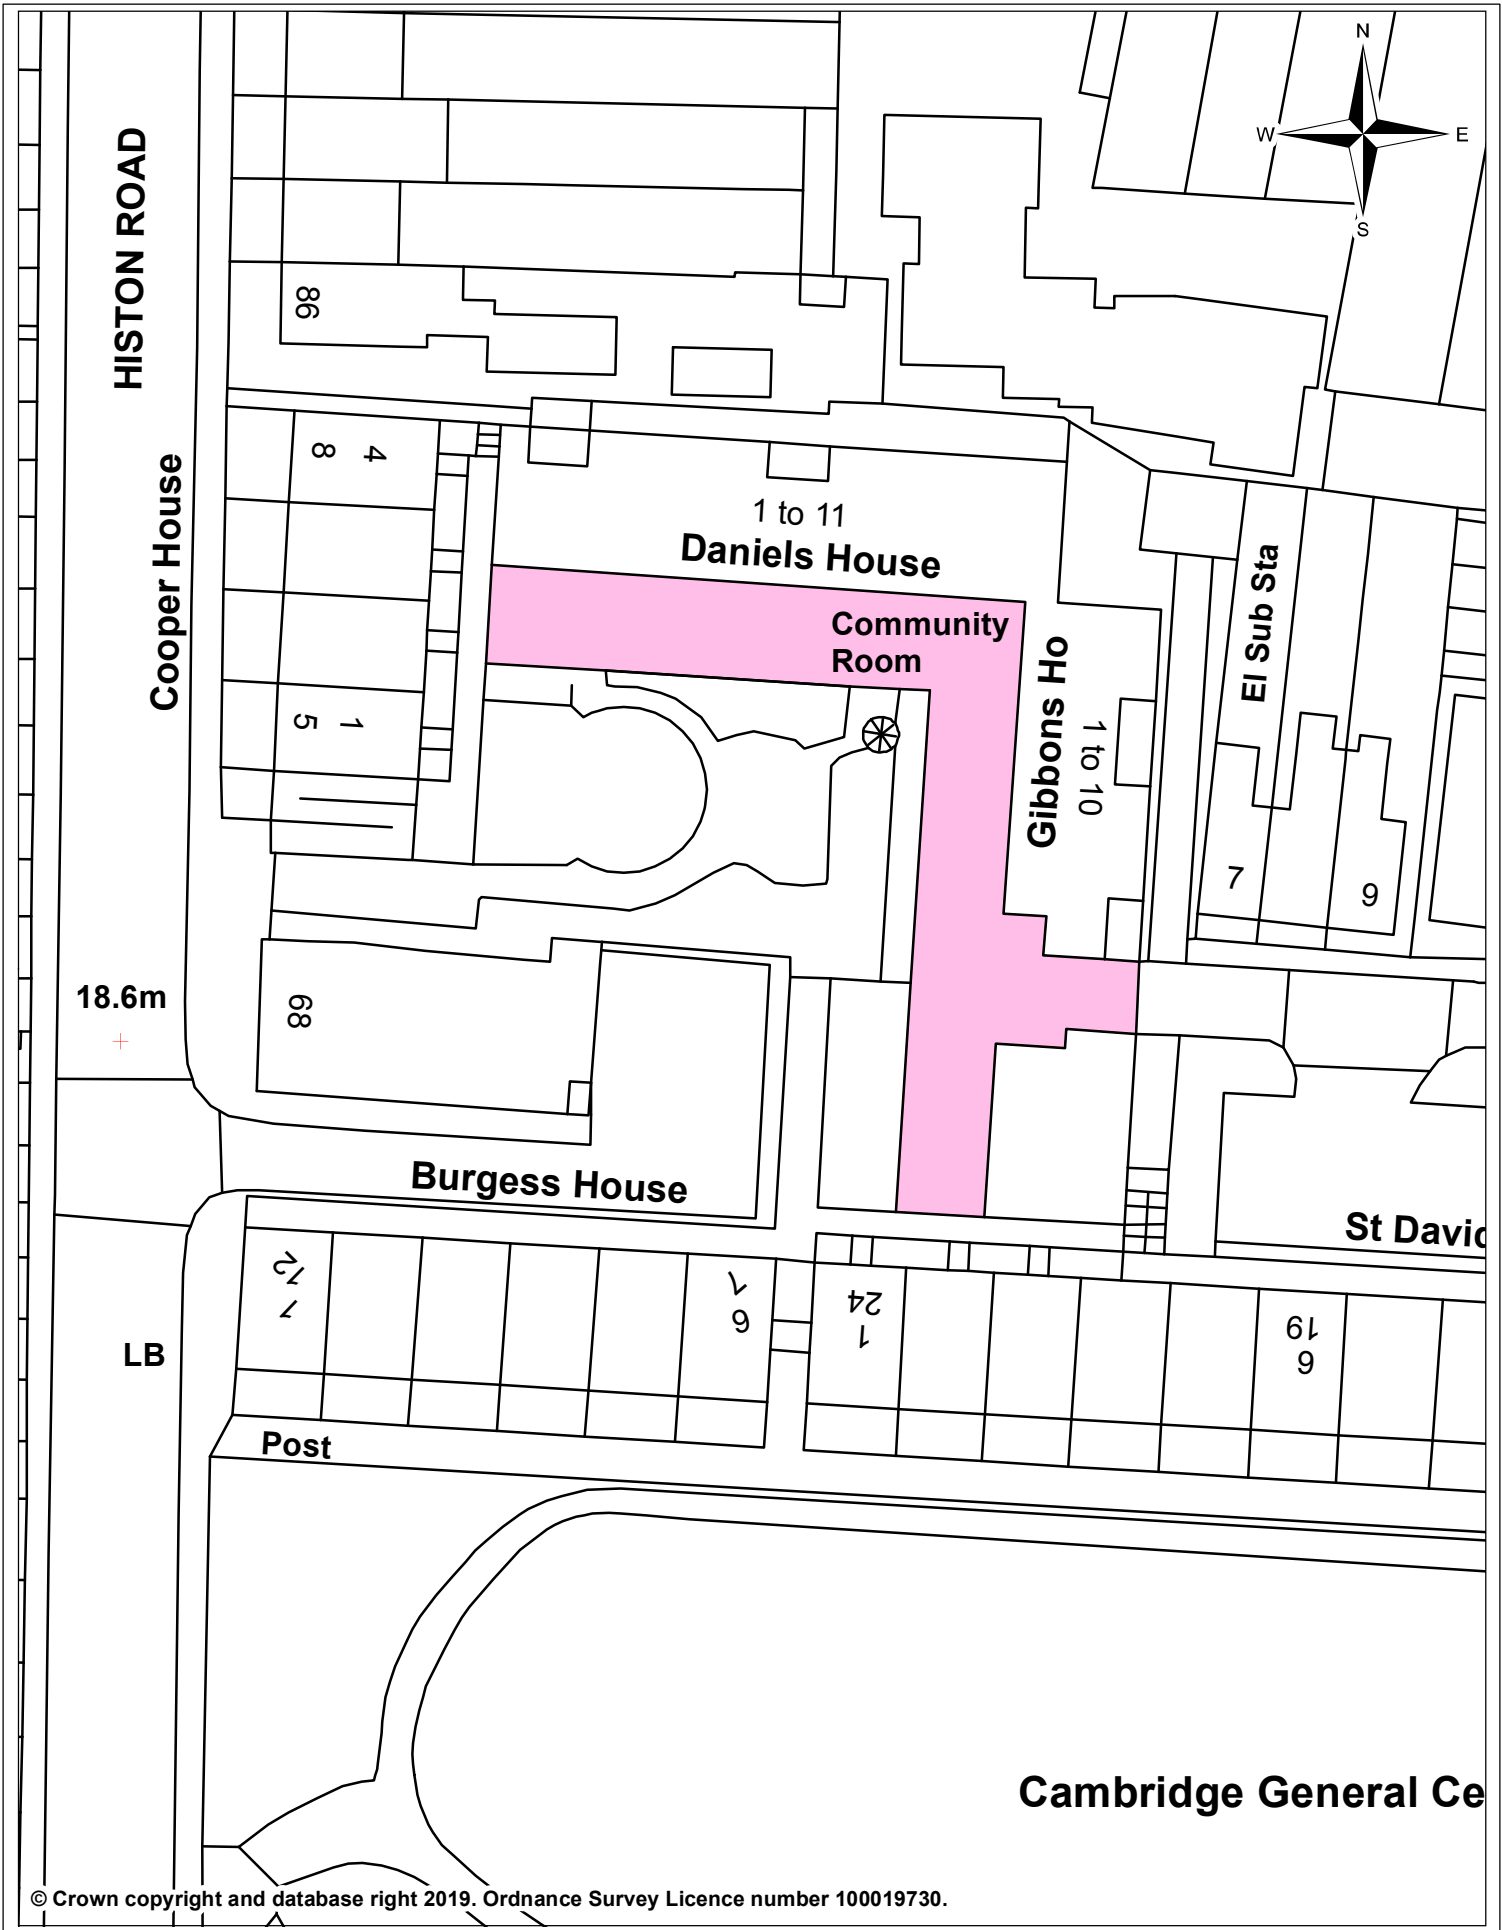 N
W E
S
HISTON ROAD
86
Cooper House
8 4
1 to 11
Daniels House
Community
Room
Gibbons Ho
1 to 10
El Sub Sta
5 1
7
9
18.6m
68
Burgess House
St David
12
7
1
6
24
1
19
6
LB
Post
Cambridge General Ce
© Crown copyright and database right 2019. Ordnance Survey Licence number 100019730.